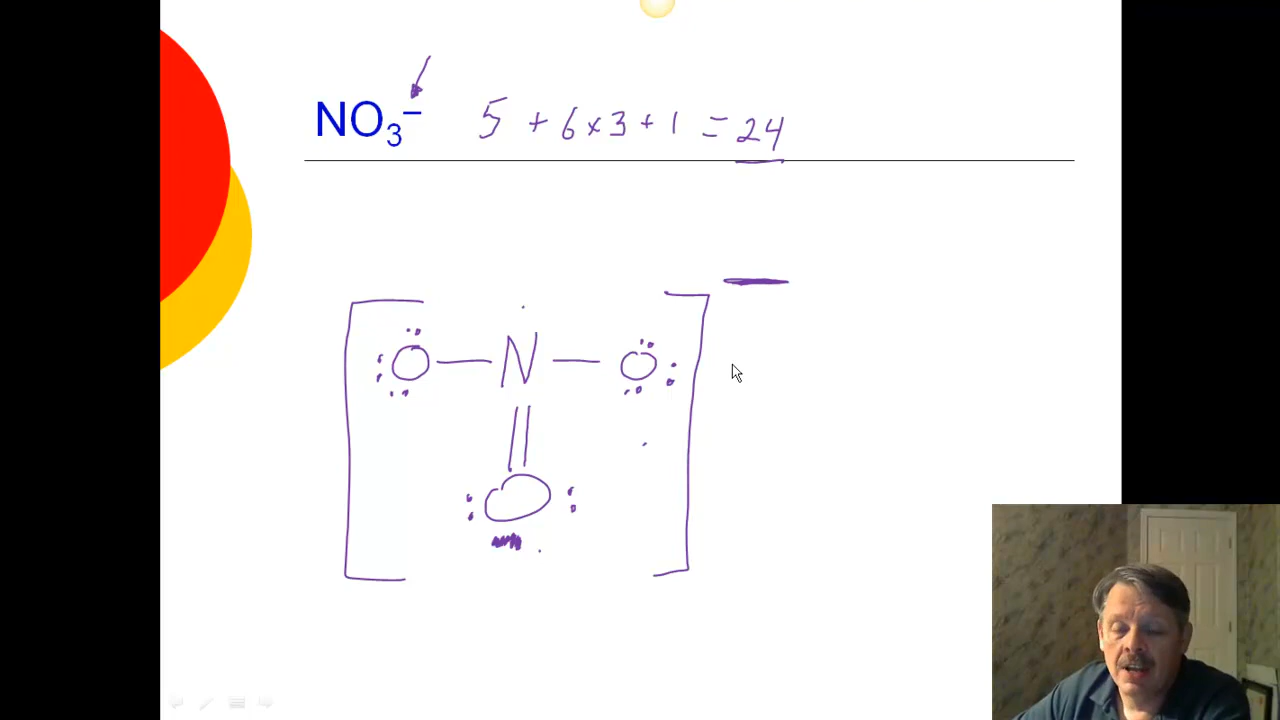 NO3− 5 + 6 x 3 + 1 = 24
O — N — O
O